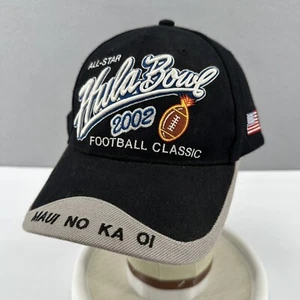 ALL-STAR
Hula Bowl
2002
FOOTBALL CLASSIC
MAUI NO KA OI